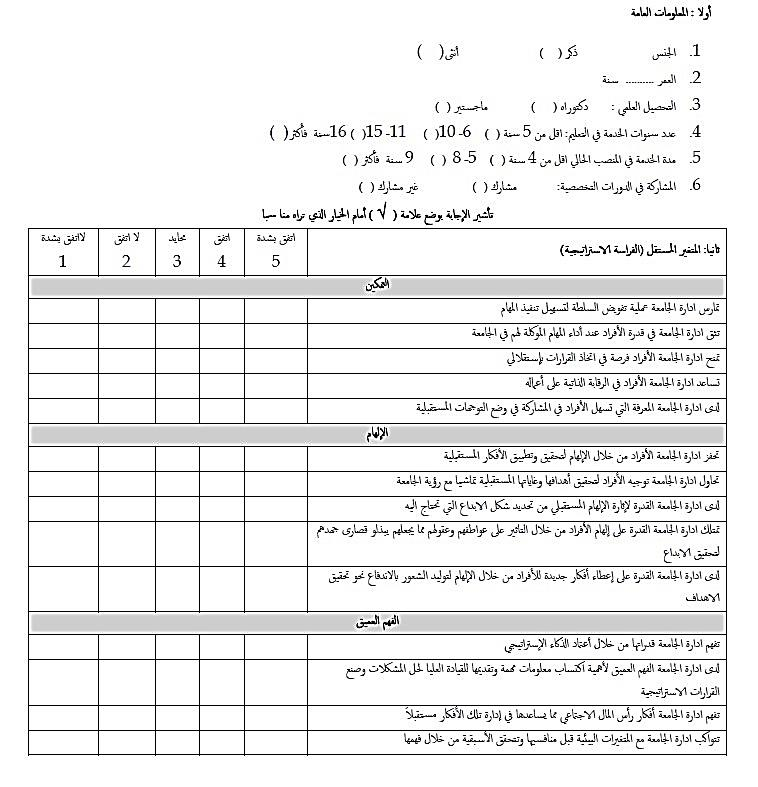 أولا : المعلومات العامة
1. الجنس ذكر ( ) أنثى( )
2. العمر .......... سنة
3. التحصيل العلمي : دكتوراه ( ) ماجستير ( )
4. عدد سنوات الخدمة في التعليم: اقل من 5 سنة ( ) 6-10( ) 11-15( ) 16سنة فأكثر( )
5. مدة الخدمة في المنصب الحالي اقل من 4 سنة ( ) 5-8 ( ) 9 سنة فأكثر ( )
6. المشاركة في الدورات التخصصية: مشارك ( ) غير مشارك ( )
تأشير الإجابة بوضع علامة ( √ ) أمام الخيار الذي تراه مناسبا
ثانيا: المتغير المستقل (الفراسة الاستراتيجية) اتفق بشدة 5 اتفق 4 محايد 3 لا اتفق 2 لااتفق بشدة 1
التمكين
تمارس ادارة الجامعة عملية تفويض السلطة لتسهيل تنفيذ المهام
تثق ادارة الجامعة في قدرة الأفراد عند أداء المهام الموكلة لهم في الجامعة
تمنح ادارة الجامعة الأفراد فرصة في اتخاذ القرارات بإستقلالي
تساعد ادارة الجامعة الأفراد في الرقابة الذاتية على أعماله
لدى ادارة الجامعة المعرفة التي تسهل الأفراد في المشاركة في وضع التوجهات المستقبلية
الإلهام
تحفز ادارة الجامعة الأفراد من خلال الإلهام لتحقيق وتطبيق الأفكار المستقبلية
تحاول ادارة الجامعة توجيه الأفراد لتحقيق أهدافها وغاياتها المستقبلية تماشيا مع رؤية الجامعة
لدى ادارة الجامعة القدرة لإثارة الإلهام المستقبلي من تحديد شكل الابداع التي تحتاج اليه
تمتلك ادارة الجامعة القدرة على إلهام الأفراد من خلال التاثير على عواطفهم وعقولهم مما يجعلهم يبذلو قصارى جهدهم
لتحقيق الابداع
لدى ادارة الجامعة القدرة على إعطاء أفكار جديدة للأفراد من خلال الإلهام لتوليد الشعور بالاندفاع نحو تحقيق
الاهداف
الفهم العميق
تفهم ادارة الجامعة قدراتها من خلال أعتماد الذكاء الإستراتيجي
لدى ادارة الجامعة الفهم العميق لأهمية اكتساب معلومات مهمة وتقديمها للقيادة العليا لحل المشكلات وصنع
القرارات الاستراتيجية
تفهم ادارة الجامعة أفكار رأس المال الاجتماعي مما يساعدها في إدارة تلك الأفكار مستقبلاً
تتواكب ادارة الجامعة مع المتغيرات البيئية قبل منافسيها وتتحقق الأسبقية من خلال فهمها